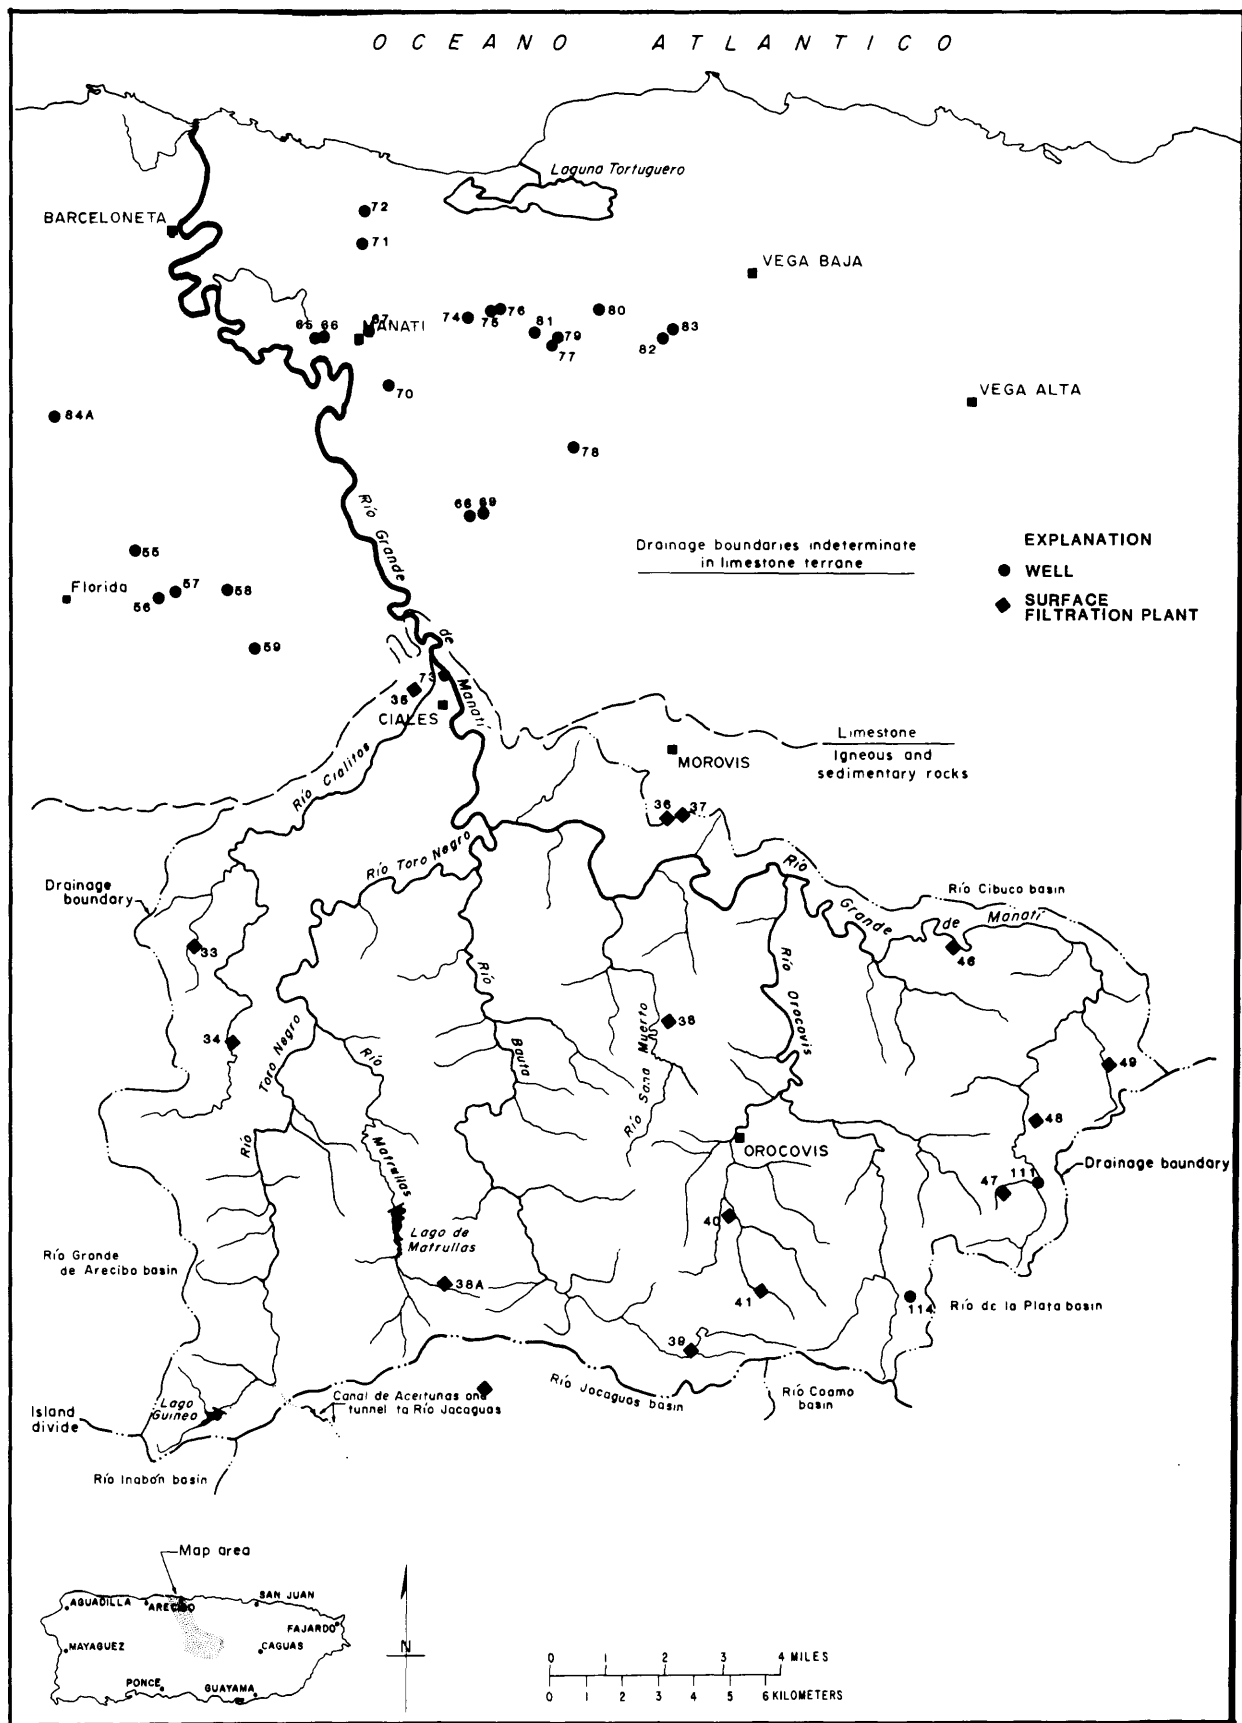 OCEANO ATLANTICO
Laguna Tortuguero
72
BARCELONETA
71
VEGA BAJA
67
65 66
MANATI
74
75
76
81
79
77
80
83
82
70
VEGA ALTA
84A
78
66 69
Río Grande
de
Manatí
Drainage boundaries indeterminate
in limestone terrane
EXPLANATION
WELL
SURFACE
FILTRATION PLANT
55
Florida
56
57
58
59
73
35
CIALES
Limestone
Igneous and
sedimentary rocks
MOROVIS
Río Cialitos
36
37
Río Toro Negro
Drainage
boundary
Río
Grande
de
Manatí
Río Cibuco basin
33
46
Río
Bauta
Río Orocovis
34
Río
Toro Negro
Río
Matrullas
38
Río Sana Muerto
49
48
OROCOVIS
Drainage boundary
47
111
40
Lago de
Matrullas
Río Grande
de Arecibo basin
38A
41
114
Río de la Plata basin
39
Río Jacaguas basin
Río Coamo
basin
Lago
Guineo
Canal de Aceitunas and
tunnel to Río Jacaguas
Island
divide
Río Inabón basin
Map area
AGUADILLA
ARECIBO
SAN JUAN
FAJARDO
MAYAGUEZ
CAGUAS
PONCE
GUAYAMA
N
0 1 2 3 4 MILES
0 1 2 3 4 5 6 KILOMETERS